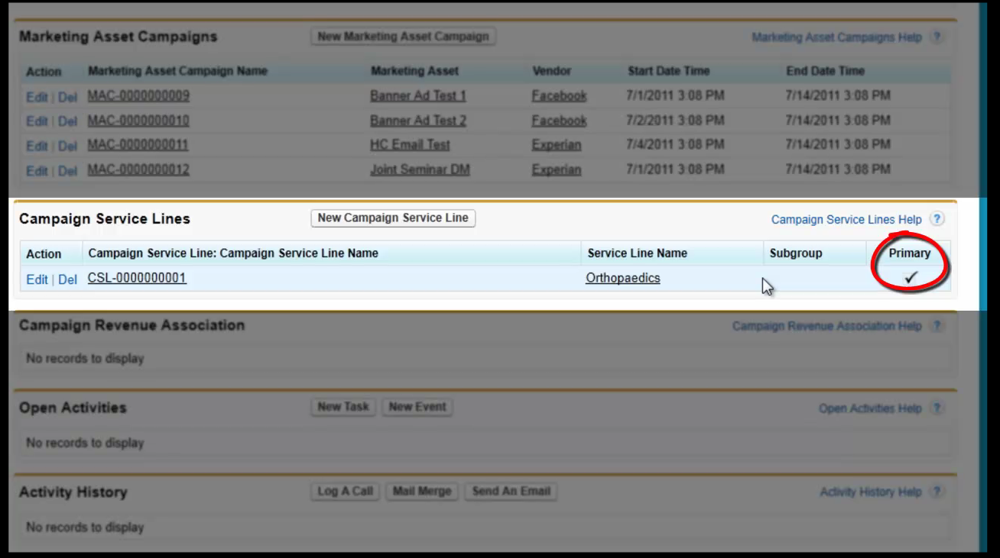 Marketing Asset Campaigns New Marketing Asset Campaign Marketing Asset Campaigns Help ?
Action Marketing Asset Campaign Name Marketing Asset Vendor Start Date Time End Date Time
Edit | Del MAC-0000000009 Banner Ad Test 1 Facebook 7/1/2011 3:08 PM 7/14/2011 3:08 PM
Edit | Del MAC-0000000010 Banner Ad Test 2 Facebook 7/2/2011 3:08 PM 7/14/2011 3:08 PM
Edit | Del MAC-0000000011 HC Email Test Experian 7/4/2011 3:08 PM 7/14/2011 3:08 PM
Edit | Del MAC-0000000012 Joint Seminar DM Experian 7/1/2011 3:08 PM 7/14/2011 3:08 PM
Campaign Service Lines New Campaign Service Line Campaign Service Lines Help ?
Action Campaign Service Line: Campaign Service Line Name Service Line Name Subgroup Primary
Edit | Del CSL-0000000001 Orthopaedics ✓
Campaign Revenue Association Campaign Revenue Association Help ?
No records to display
Open Activities New Task New Event Open Activities Help ?
No records to display
Activity History Log A Call Mail Merge Send An Email Activity History Help ?
No records to display